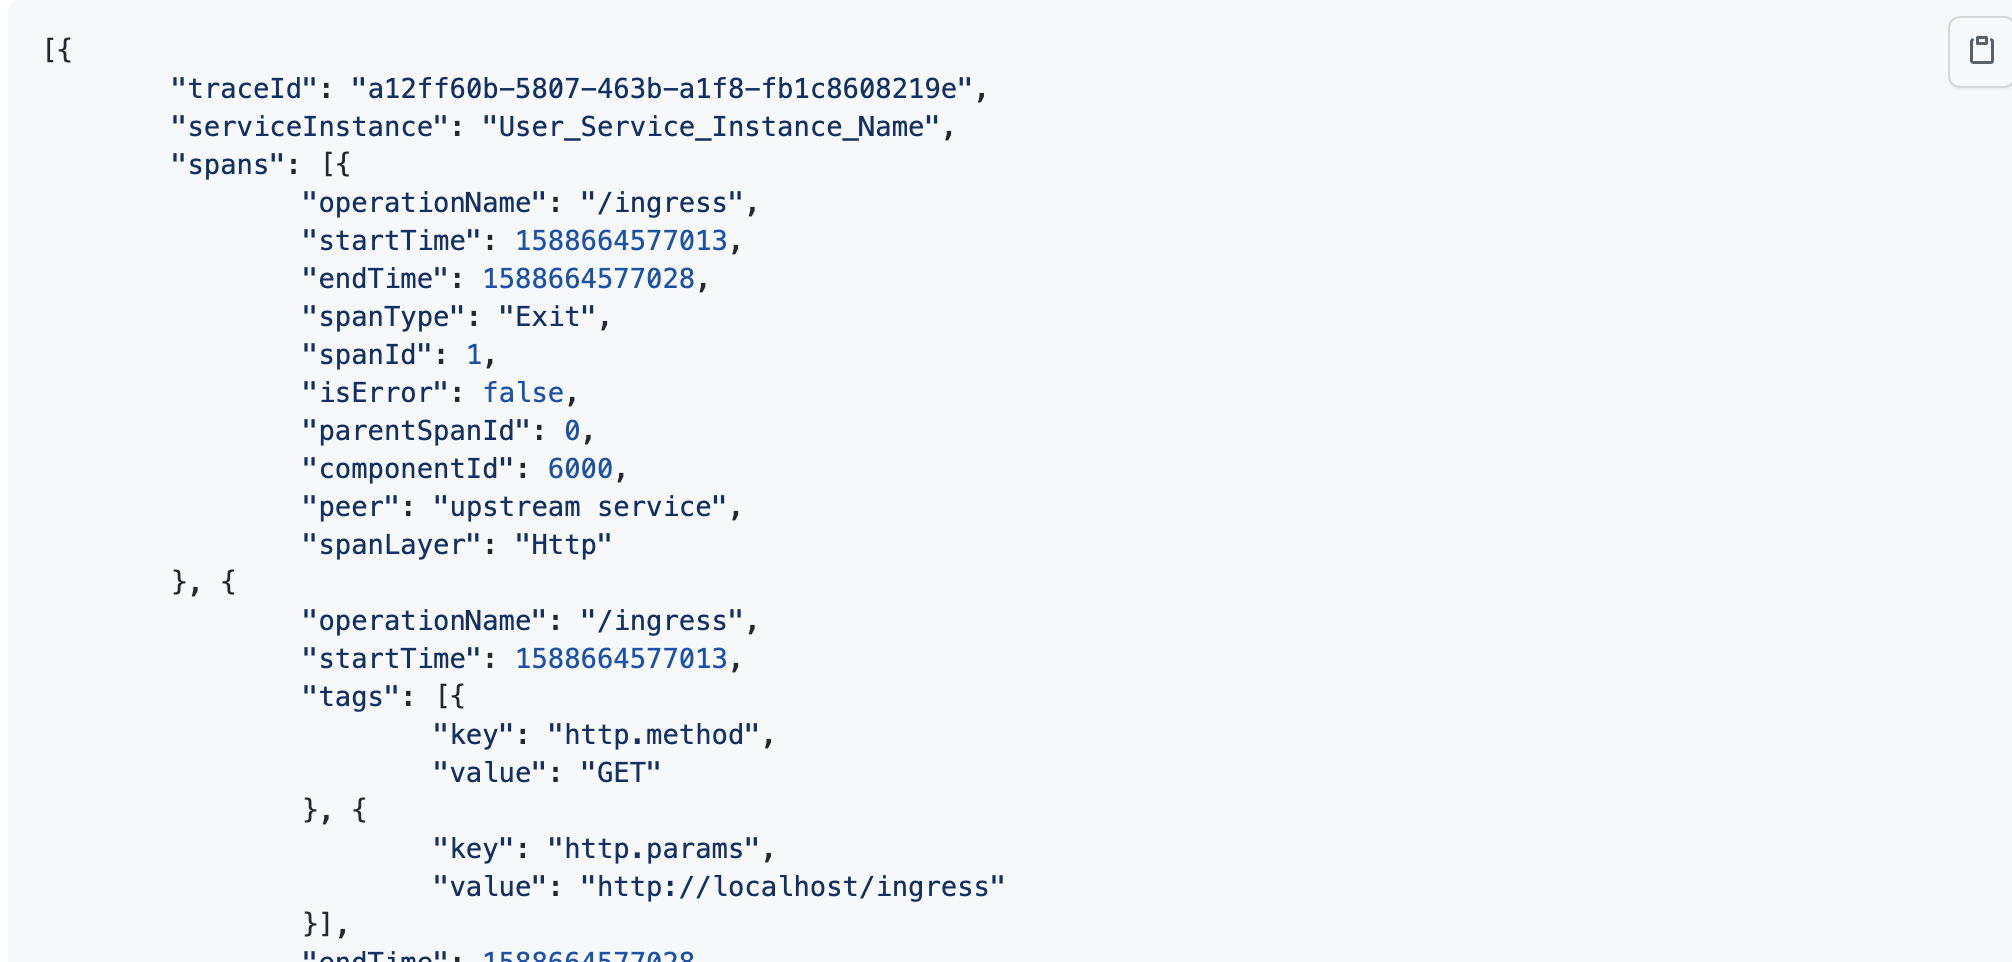 [{
"traceId": "a12ff60b-5807-463b-a1f8-fb1c8608219e",
"serviceInstance": "User_Service_Instance_Name",
"spans": [{
"operationName": "/ingress",
"startTime": 1588664577013,
"endTime": 1588664577028,
"spanType": "Exit",
"spanId": 1,
"isError": false,
"parentSpanId": 0,
"componentId": 6000,
"peer": "upstream service",
"spanLayer": "Http"
}, {
"operationName": "/ingress",
"startTime": 1588664577013,
"tags": [{
"key": "http.method",
"value": "GET"
}, {
"key": "http.params",
"value": "http://localhost/ingress"
}],
"endTime": 1588664577028